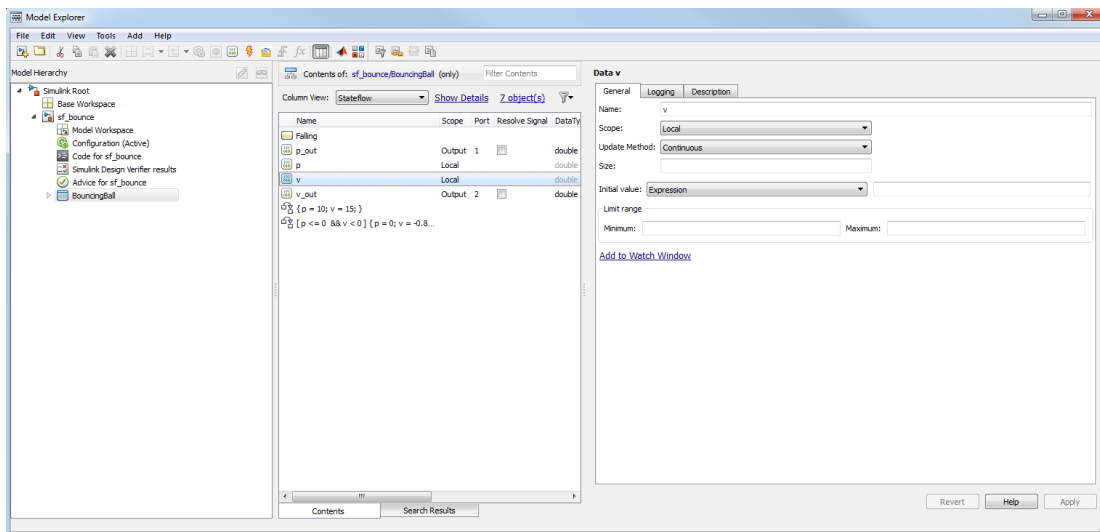 Model Explorer
File Edit View Tools Add Help
Model Hierarchy
Simulink Root
Base Workspace
sf_bounce
Model Workspace
Configuration (Active)
Code for sf_bounce
Simulink Design Verifier results
Advice for sf_bounce
BouncingBall
Contents of: sf_bounce/BouncingBall (only) Filter Contents
Column View: Stateflow Show Details 7 object(s)
Name Scope Port Resolve Signal DataTy
Falling
p_out Output 1 double
p Local double
v Local double
v_out Output 2 double
{ p = 10; v = 15; }
[ p <= 0 && v < 0 ] { p = 0; v = -0.8...
Contents Search Results
Data v
General Logging Description
Name: v
Scope: Local
Update Method: Continuous
Size:
Initial value: Expression
Limit range
Minimum: Maximum:
Add to Watch Window
Revert Help Apply